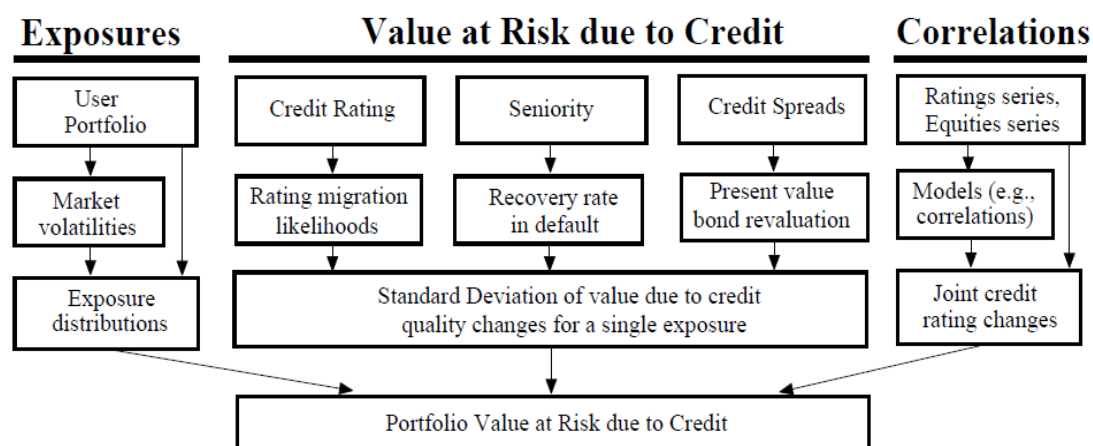 Exposures
Value at Risk due to Credit
Correlations
User
Portfolio
Credit Rating
Seniority
Credit Spreads
Ratings series,
Equities series
Market
volatilities
Rating migration
likelihoods
Recovery rate
in default
Present value
bond revaluation
Models (e.g.,
correlations)
Exposure
distributions
Standard Deviation of value due to credit
quality changes for a single exposure
Joint credit
rating changes
Portfolio Value at Risk due to Credit